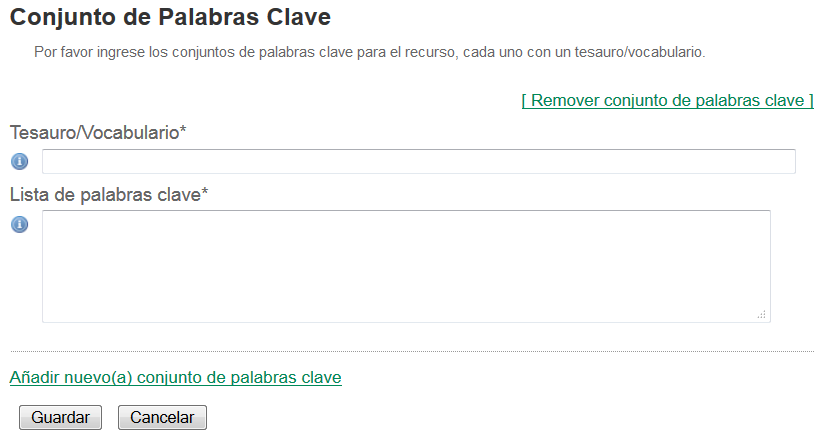 Conjunto de Palabras Clave
Por favor ingrese los conjuntos de palabras clave para el recurso, cada uno con un tesauro/vocabulario.
[ Remover conjunto de palabras clave ]
Tesauro/Vocabulario*
Lista de palabras clave*
Añadir nuevo(a) conjunto de palabras clave
Guardar Cancelar